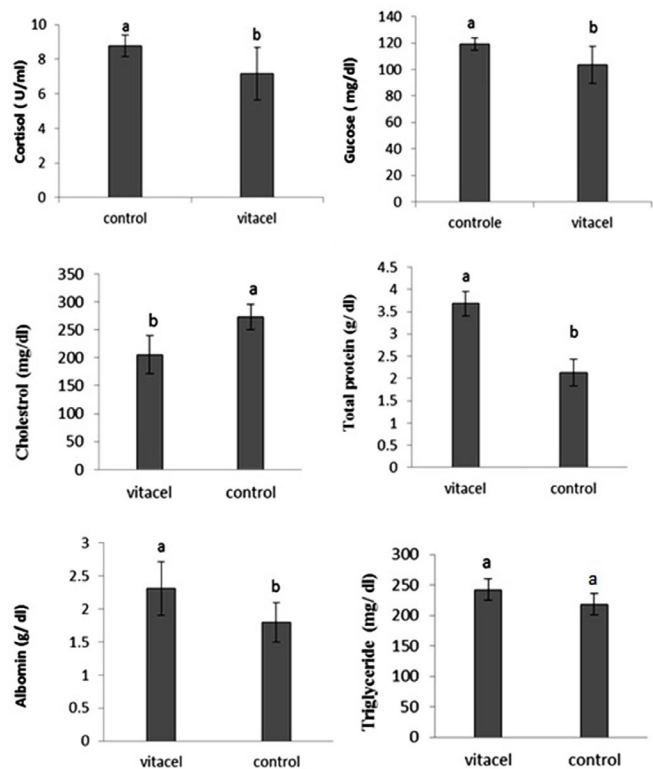 Cortisol ( U/ml)
10
8
6
4
2
0
a
b
control
vitacel
Glucose ( mg/dl)
140
120
100
80
60
40
20
0
a
b
controle
vitacel
Cholestrol (mg/dl)
350
300
250
200
150
100
50
0
b
a
vitacel
control
Total protein (g/ dl)
4.5
4
3.5
3
2.5
2
1.5
1
0.5
0
a
b
vitacel
control
Albomin (g/ dl)
3
2.5
2
1.5
1
0.5
0
a
b
vitacel
control
Triglyceride (mg/ dl)
300
250
200
150
100
50
0
a
a
vitacel
control